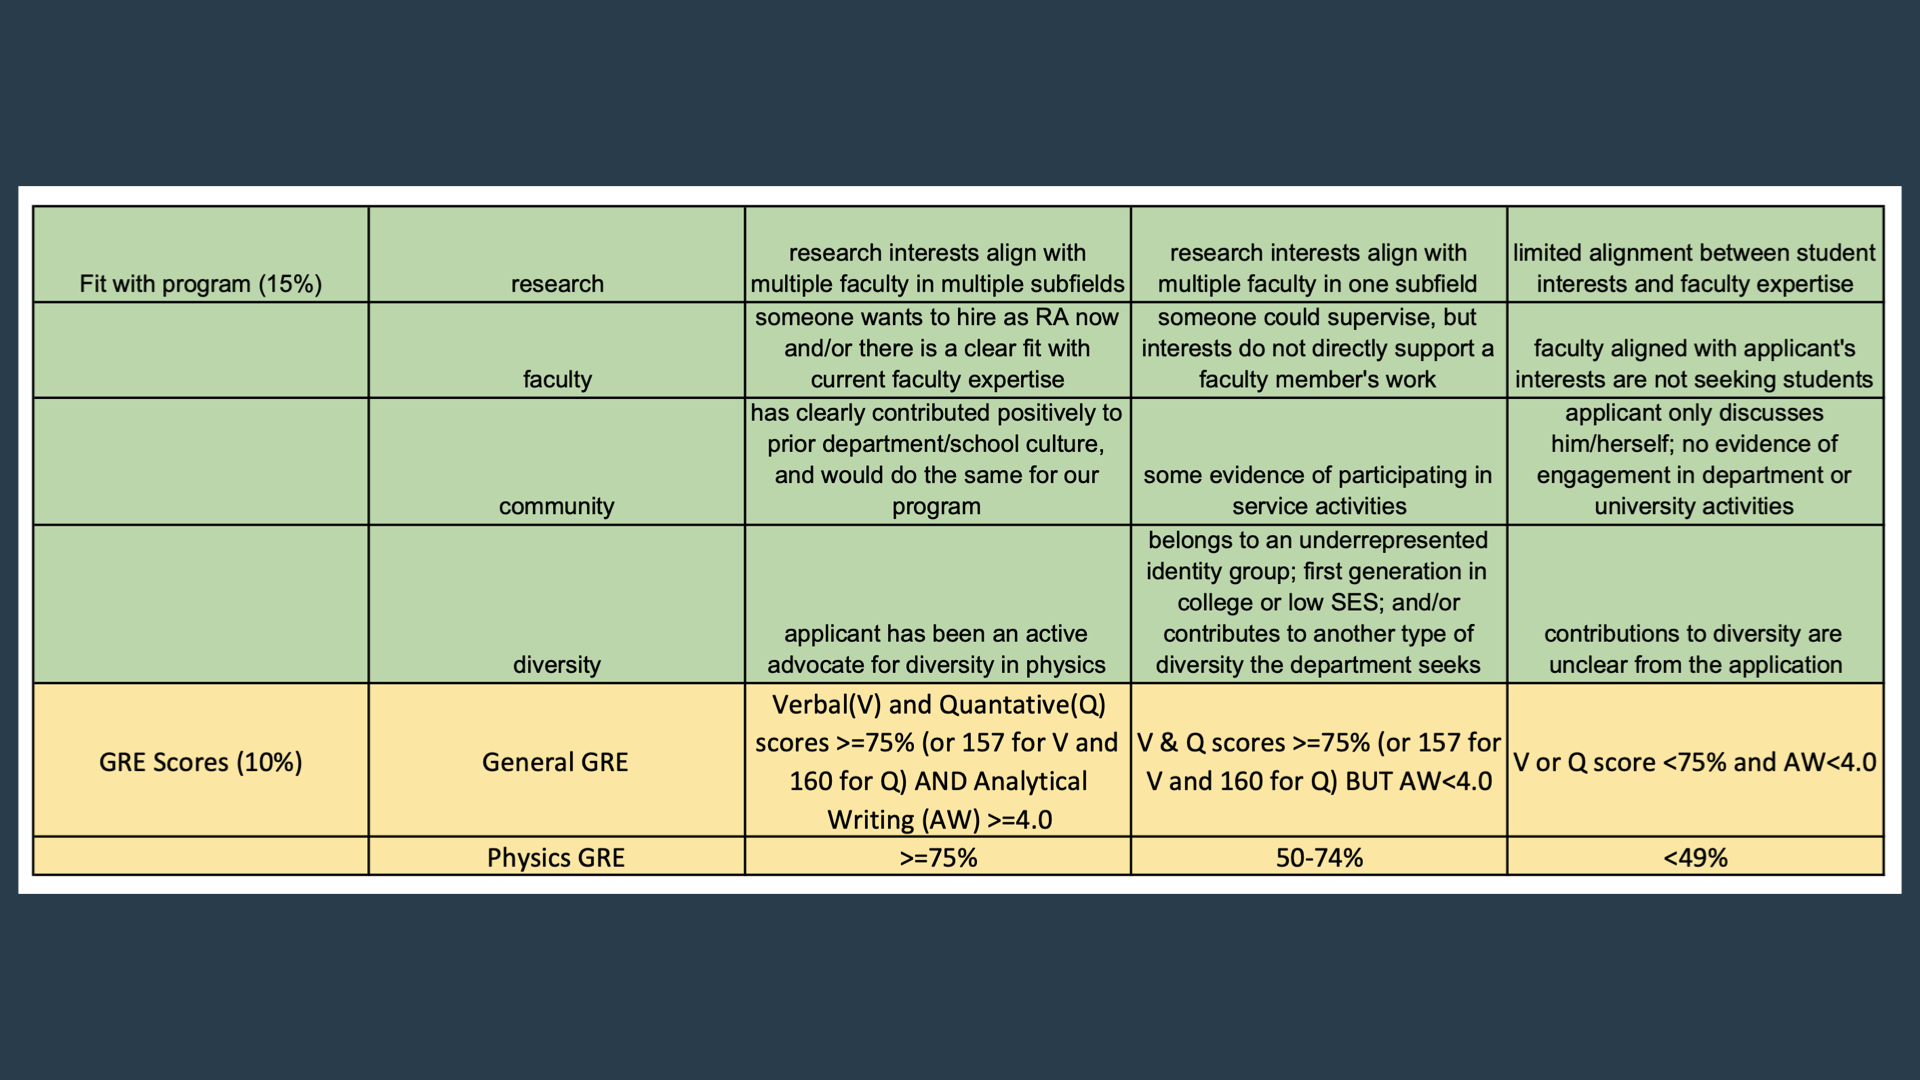 Fit with program (15%)
research
research interests align with
multiple faculty in multiple subfields
research interests align with
multiple faculty in one subfield
limited alignment between student
interests and faculty expertise
faculty
someone wants to hire as RA now
and/or there is a clear fit with
current faculty expertise
someone could supervise, but
interests do not directly support a
faculty member's work
faculty aligned with applicant's
interests are not seeking students
community
has clearly contributed positively to
prior department/school culture,
and would do the same for our
program
some evidence of participating in
service activities
applicant only discusses
him/herself; no evidence of
engagement in department or
university activities
diversity
applicant has been an active
advocate for diversity in physics
belongs to an underrepresented
identity group; first generation in
college or low SES; and/or
contributes to another type of
diversity the department seeks
contributions to diversity are
unclear from the application
GRE Scores (10%)
General GRE
Verbal(V) and Quantative(Q)
scores >=75% (or 157 for V and
160 for Q) AND Analytical
Writing (AW) >=4.0
V & Q scores >=75% (or 157 for
V and 160 for Q) BUT AW<4.0
V or Q score <75% and AW<4.0
Physics GRE
>=75%
50-74%
<49%